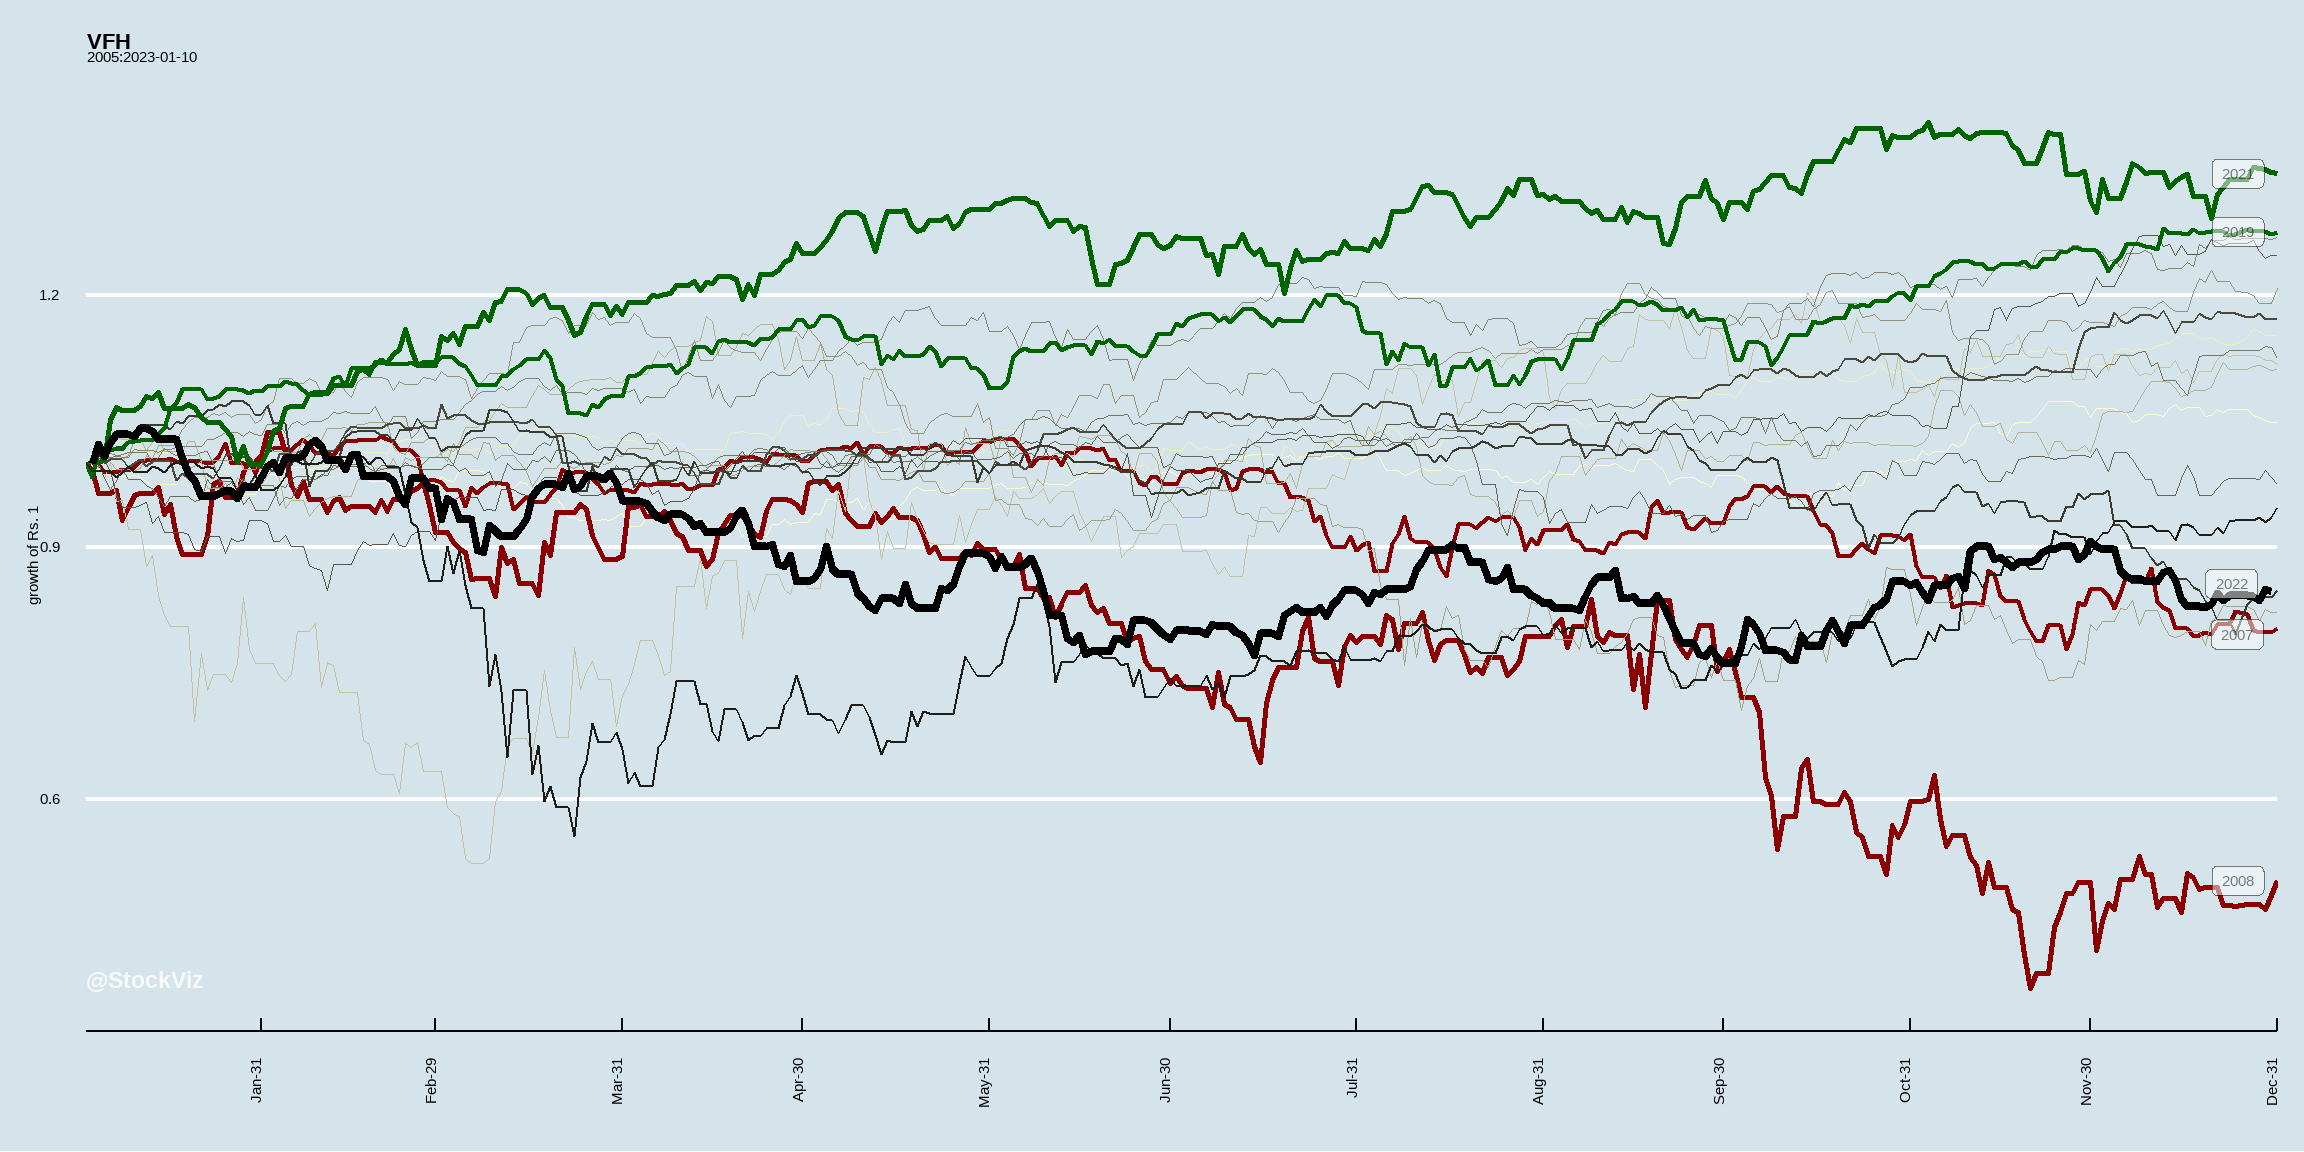 VFH
2005:2023-01-10
2021
2019
1.2
growth of Rs. 1
0.9
2022
2007
0.6
2008
@StockViz
Jan-31
Feb-29
Mar-31
Apr-30
May-31
Jun-30
Jul-31
Aug-31
Sep-30
Oct-31
Nov-30
Dec-31